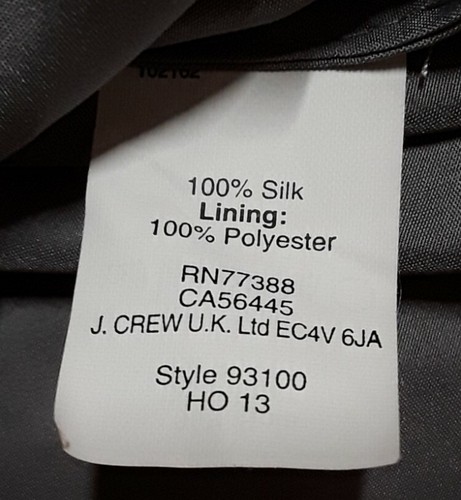 100% Silk
Lining:
100% Polyester
RN77388
CA56445
J. CREW U.K. Ltd EC4V 6JA
Style 93100
HO 13